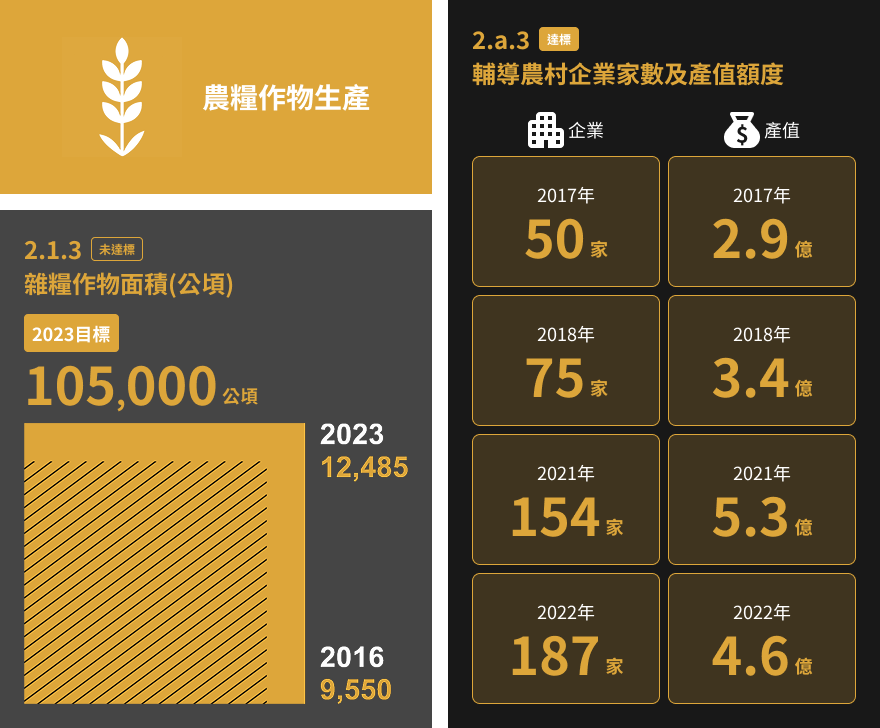 農糧作物生產
2.1.3 未達標
雜糧作物面積(公頃)
2023目標
105,000 公頃
2023
12,485
2016
9,550
2.a.3 達標
輔導農村企業家數及產值額度
企業 產值
2017年 2017年
50 家 2.9 億
2018年 2018年
75 家 3.4 億
2021年 2021年
154 家 5.3 億
2022年 2022年
187 家 4.6 億